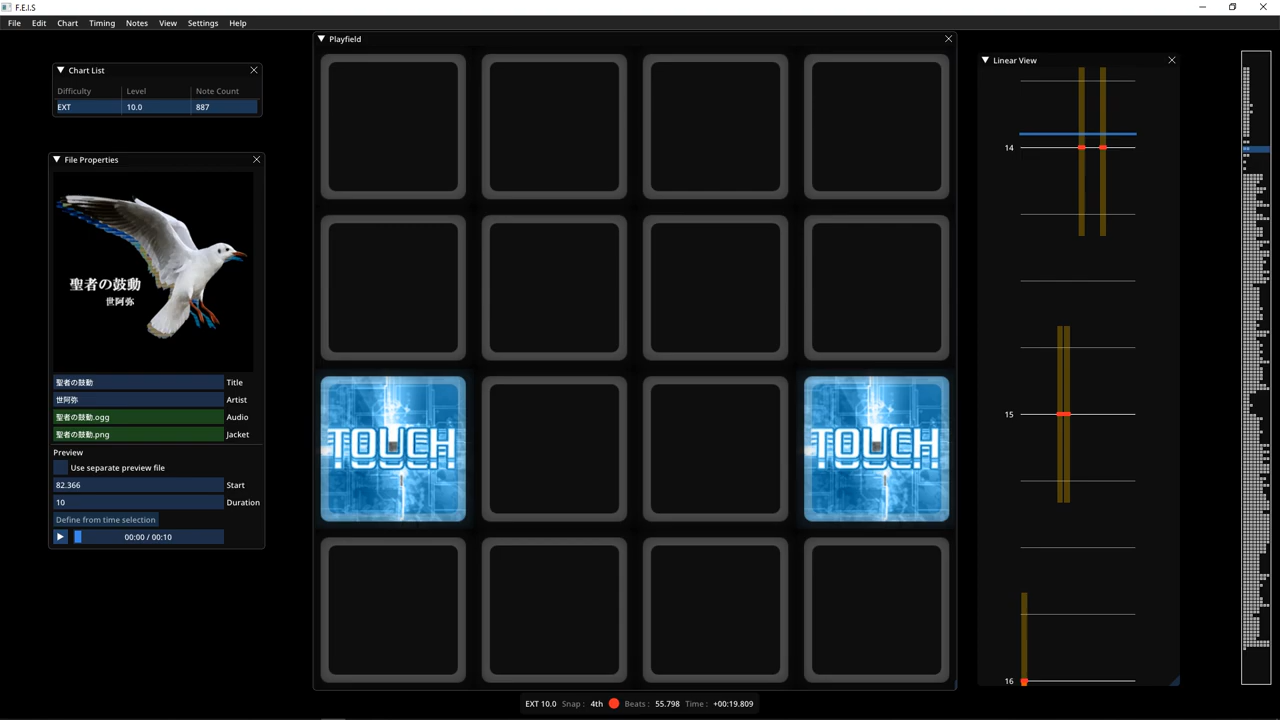 F.E.I.S
File Edit Chart Timing Notes View Settings Help
Chart List
Difficulty Level Note Count
EXT 10.0 887
File Properties
聖者の鼓動
世阿弥
聖者の鼓動 Title
世阿弥 Artist
聖者の鼓動.ogg Audio
聖者の鼓動.png Jacket
Preview
Use separate preview file
82.366 Start
10 Duration
Define from time selection
00:00 / 00:10
Playfield
TOUCH
TOUCH
Linear View
14
15
16
EXT 10.0 Snap : 4th Beats : 55.798 Time : +00:19.809